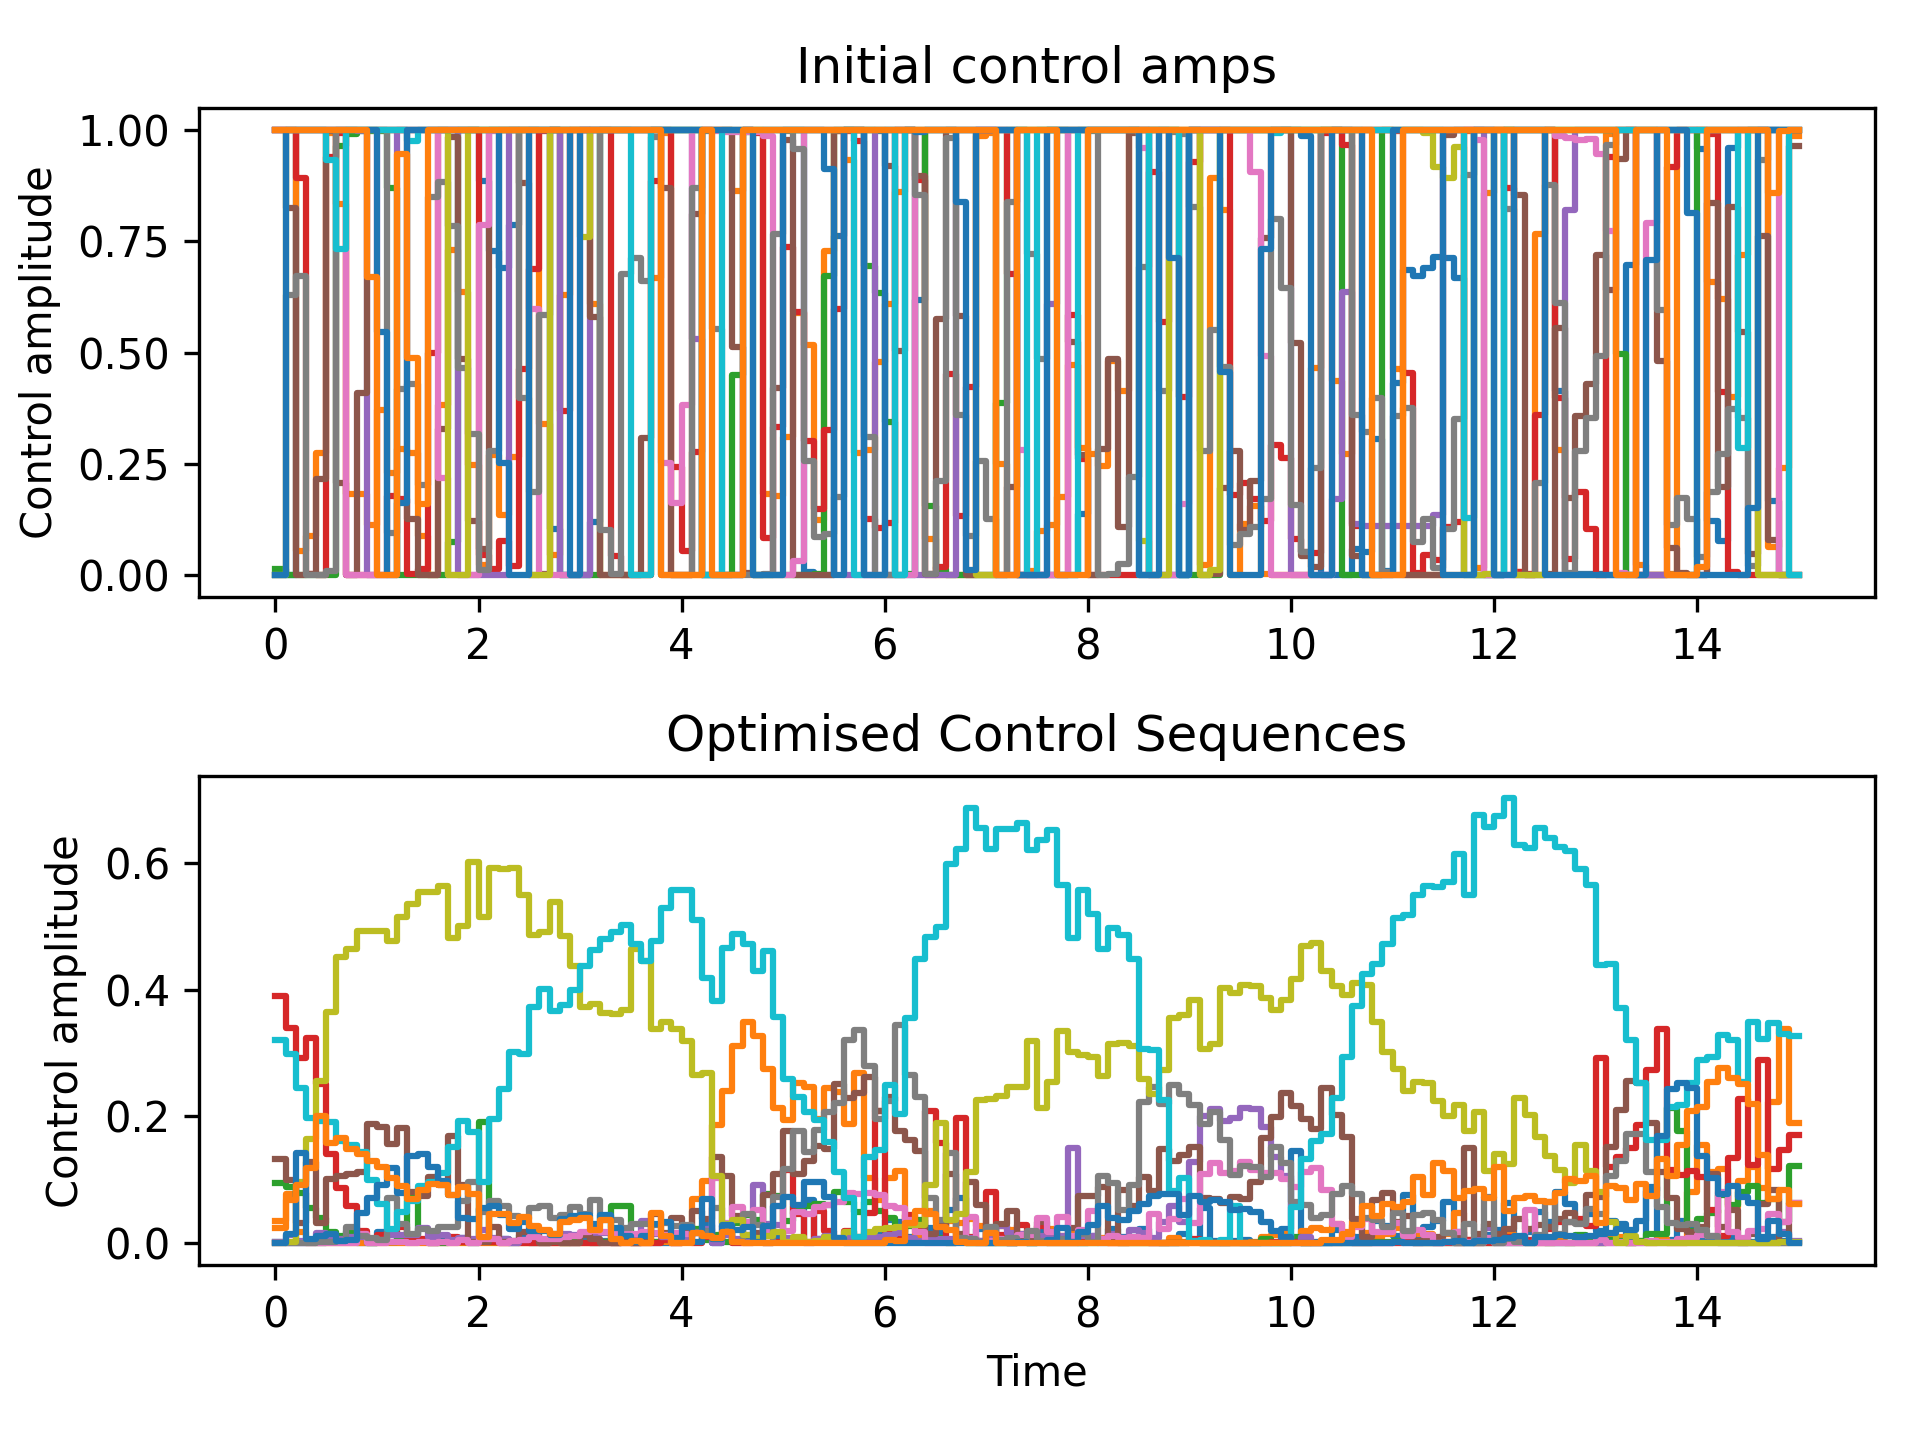 Initial control amps
Control amplitude
1.00
0.75
0.50
0.25
0.00
0 2 4 6 8 10 12 14
Optimised Control Sequences
Control amplitude
0.6
0.4
0.2
0.0
0 2 4 6 8 10 12 14
Time